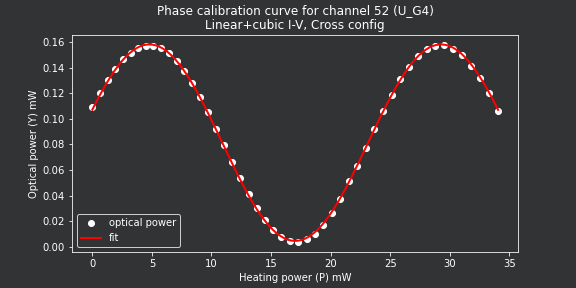 Phase calibration curve for channel 52 (U_G4)
Linear+cubic I-V, Cross config
0.16
0.14
0.12
0.10
0.08
0.06
0.04
0.02
0.00
Optical power (Y) mW
optical power
fit
0 5 10 15 20 25 30 35
Heating power (P) mW